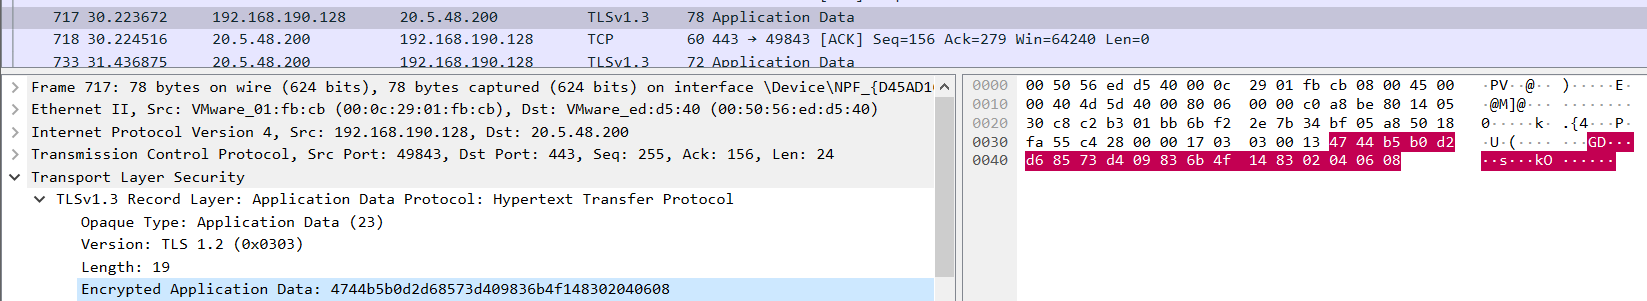 717 30.223672 192.168.190.128 20.5.48.200 TLSv1.3 78 Application Data
718 30.224516 20.5.48.200 192.168.190.128 TCP 60 443 → 49843 [ACK] Seq=156 Ack=279 Win=64240 Len=0
733 31.436875 20.5.48.200 192.168.190.128 TLSv1.3 72 Application Data
Frame 717: 78 bytes on wire (624 bits), 78 bytes captured (624 bits) on interface \Device\NPF_{D45AD16
Ethernet II, Src: VMware_01:fb:cb (00:0c:29:01:fb:cb), Dst: VMware_ed:d5:40 (00:50:56:ed:d5:40)
Internet Protocol Version 4, Src: 192.168.190.128, Dst: 20.5.48.200
Transmission Control Protocol, Src Port: 49843, Dst Port: 443, Seq: 255, Ack: 156, Len: 24
Transport Layer Security
TLSv1.3 Record Layer: Application Data Protocol: Hypertext Transfer Protocol
Opaque Type: Application Data (23)
Version: TLS 1.2 (0x0303)
Length: 19
Encrypted Application Data: 4744b5b0d2d68573d409836b4f148302040608
0000 00 50 56 ed d5 40 00 0c 29 01 fb cb 08 00 45 00 ·PV··@·· )·····E·
0010 00 40 4d 5d 40 00 80 06 00 00 c0 a8 be 80 14 05 ·@M]@··· ········
0020 30 c8 c2 b3 01 bb 6b f2 2e 7b 34 bf 05 a8 50 18 0·····k· .{4···P·
0030 fa 55 c4 28 00 00 17 03 03 00 13 47 44 b5 b0 d2 ·U·(···· ···GD···
0040 d6 85 73 d4 09 83 6b 4f 14 83 02 04 06 08 ··s···kO ······